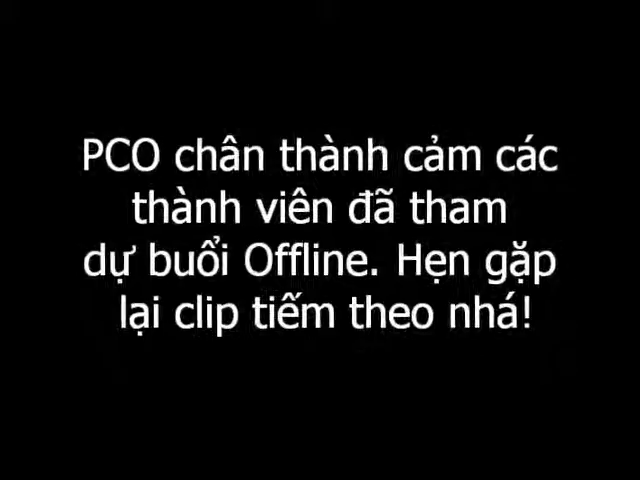 PCO chân thành cảm các
thành viên đã tham
dự buổi Offline. Hẹn gặp
lại clip tiếm theo nhá!